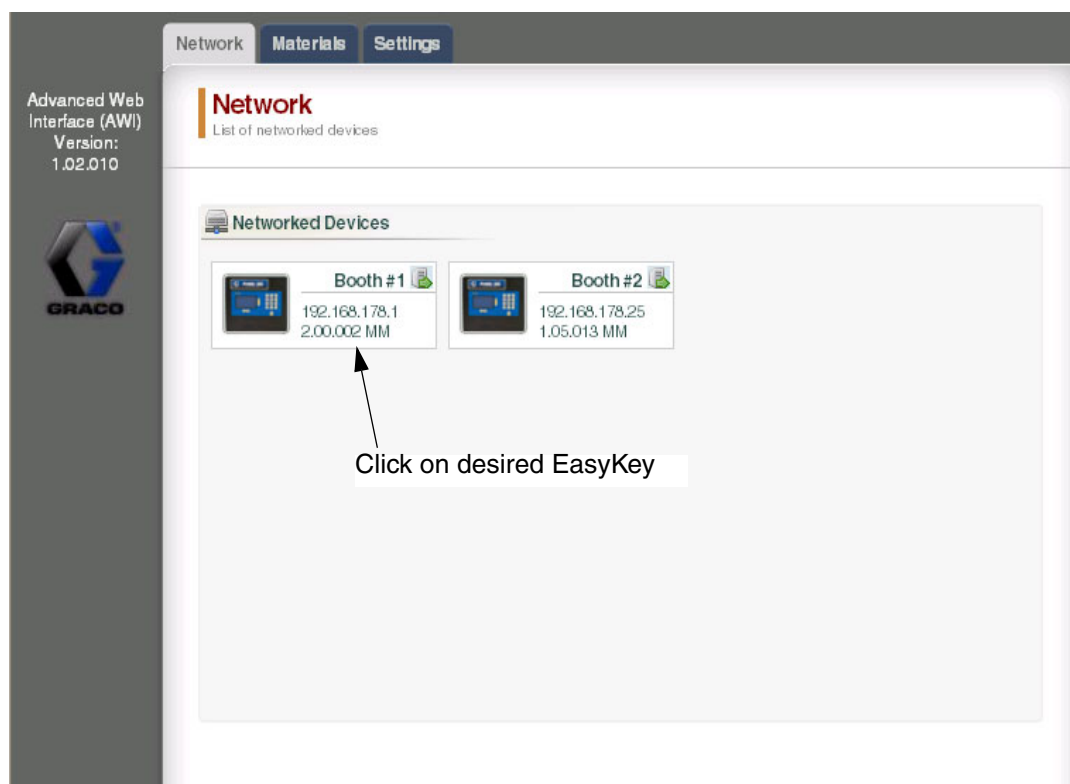 Network Materials Settings
Advanced Web
Interface (AWI)
Version:
1.02.010
GRACO
Network
List of networked devices
Networked Devices
Booth #1
192.168.178.1
2.00.002 MM
Booth #2
192.168.178.25
1.05.013 MM
Click on desired EasyKey